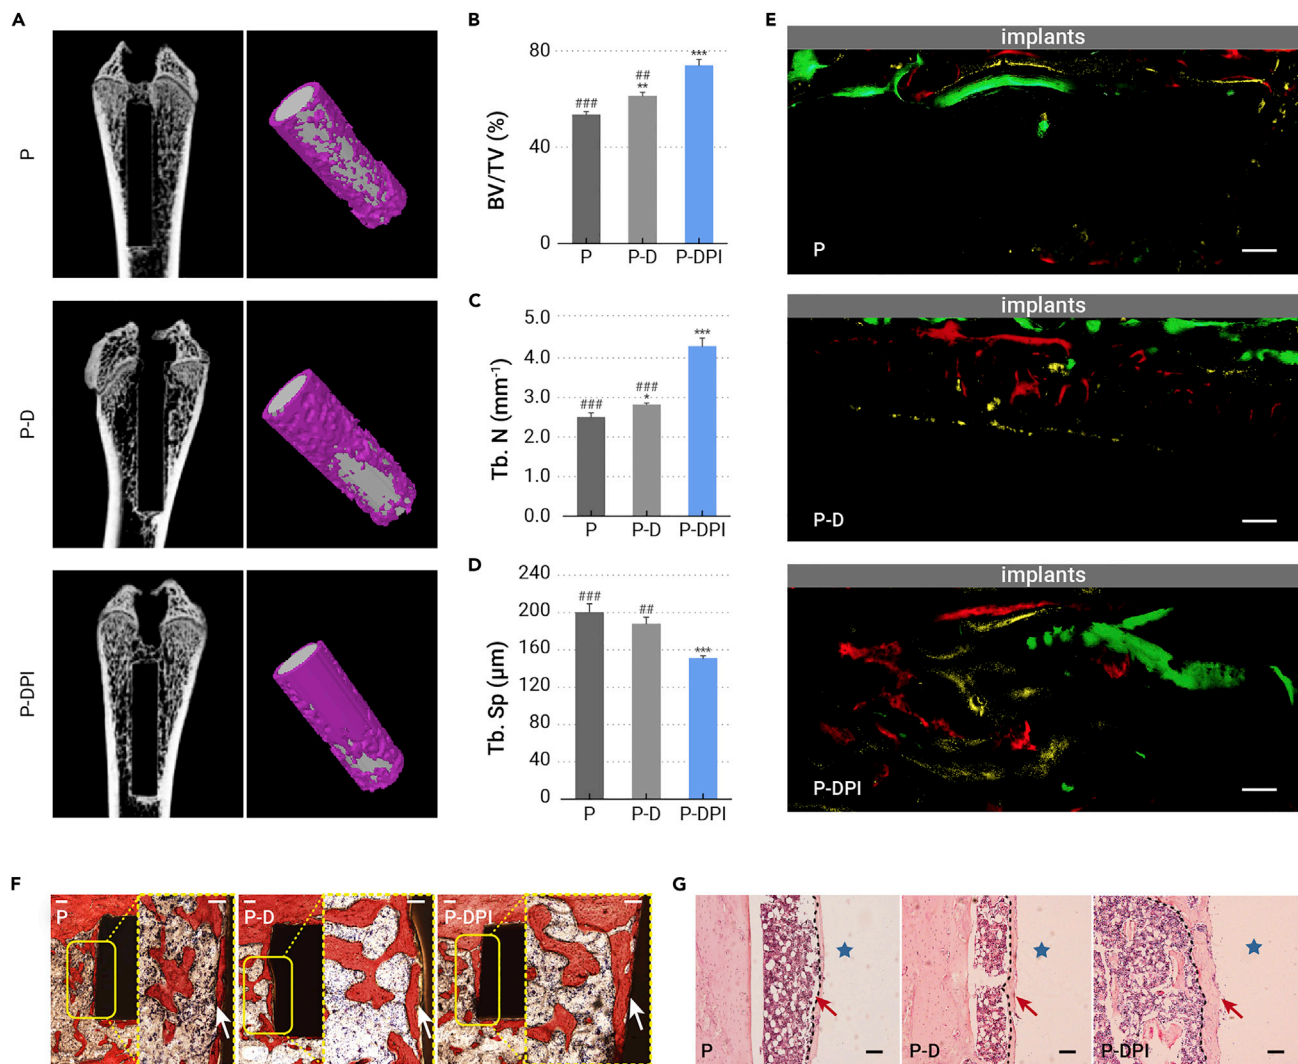 A
P
P-D
P-DPI
B
BV/TV (%)
80
40
0
###
##
**
***
P P-D P-DPI
C
Tb. N (mm⁻¹)
5.0
4.0
3.0
2.0
1.0
0.0
###
###
*
***
P P-D P-DPI
D
Tb. Sp (μm)
240
200
160
120
80
40
0
###
##
***
P P-D P-DPI
E
implants
P
implants
P-D
implants
P-DPI
F
P
P-D
P-DPI
G
P
P-D
P-DPI